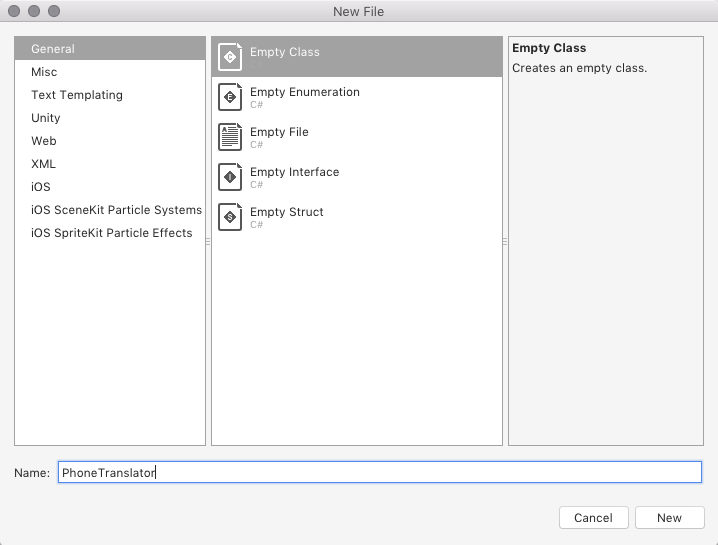 New File
General
Misc
Text Templating
Unity
Web
XML
iOS
iOS SceneKit Particle Systems
iOS SpriteKit Particle Effects
Empty Class
C#
Empty Enumeration
C#
Empty File
C#
Empty Interface
C#
Empty Struct
C#
Empty Class
Creates an empty class.
Name: PhoneTranslator
Cancel New